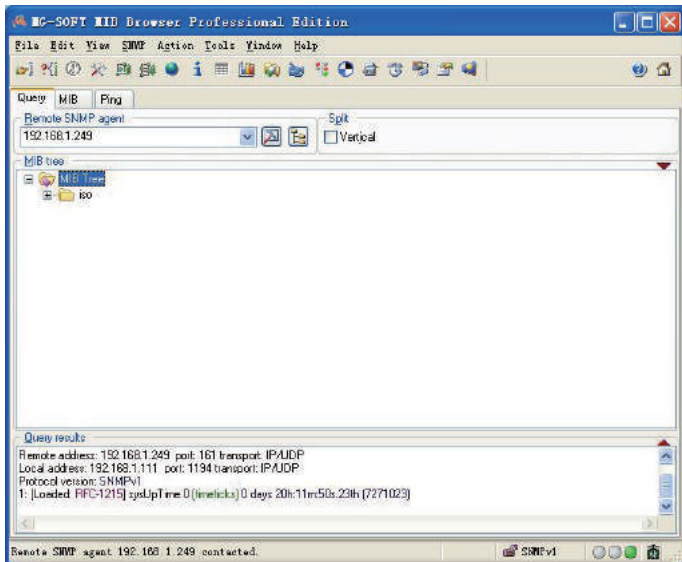 MG-SOFT MIB Browser Professional Edition
File Edit View SNMP Action Tools Window Help
Query MIB Ping
Remote SNMP agent
Split
192.168.1.249
Vertical
MIB tree
MIB Tree
iso
Query results
Remote address: 192.168.1.249 port: 161 transport: IP/UDP
Local address: 192.168.1.111 port: 1194 transport: IP/UDP
Protocol version: SNMPv1
1: [Loaded: RFC-1215] sysUpTime.0 (timeticks) 0 days 20h:11m:50s.23th (7271023)
Remote SNMP agent 192.168.1.249 contacted.
SNMPv1